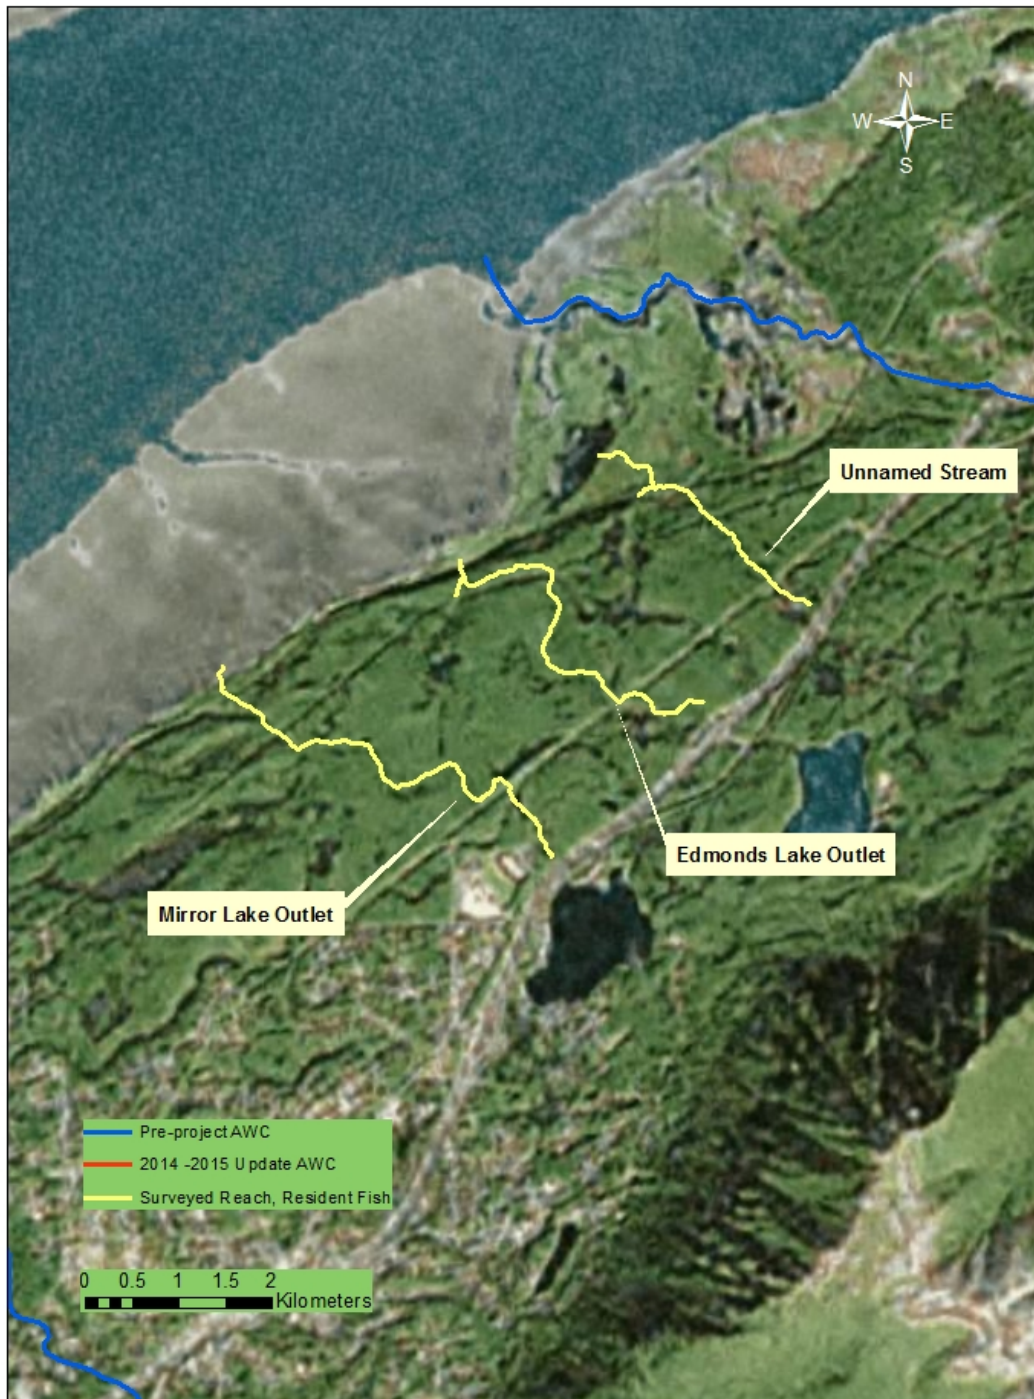 N
W E
S
Unnamed Stream
Edmonds Lake Outlet
Mirror Lake Outlet
Pre-project AWC
2014 -2015 Update AWC
Surveyed Reach, Resident Fish
0 0.5 1 1.5 2
Kilometers